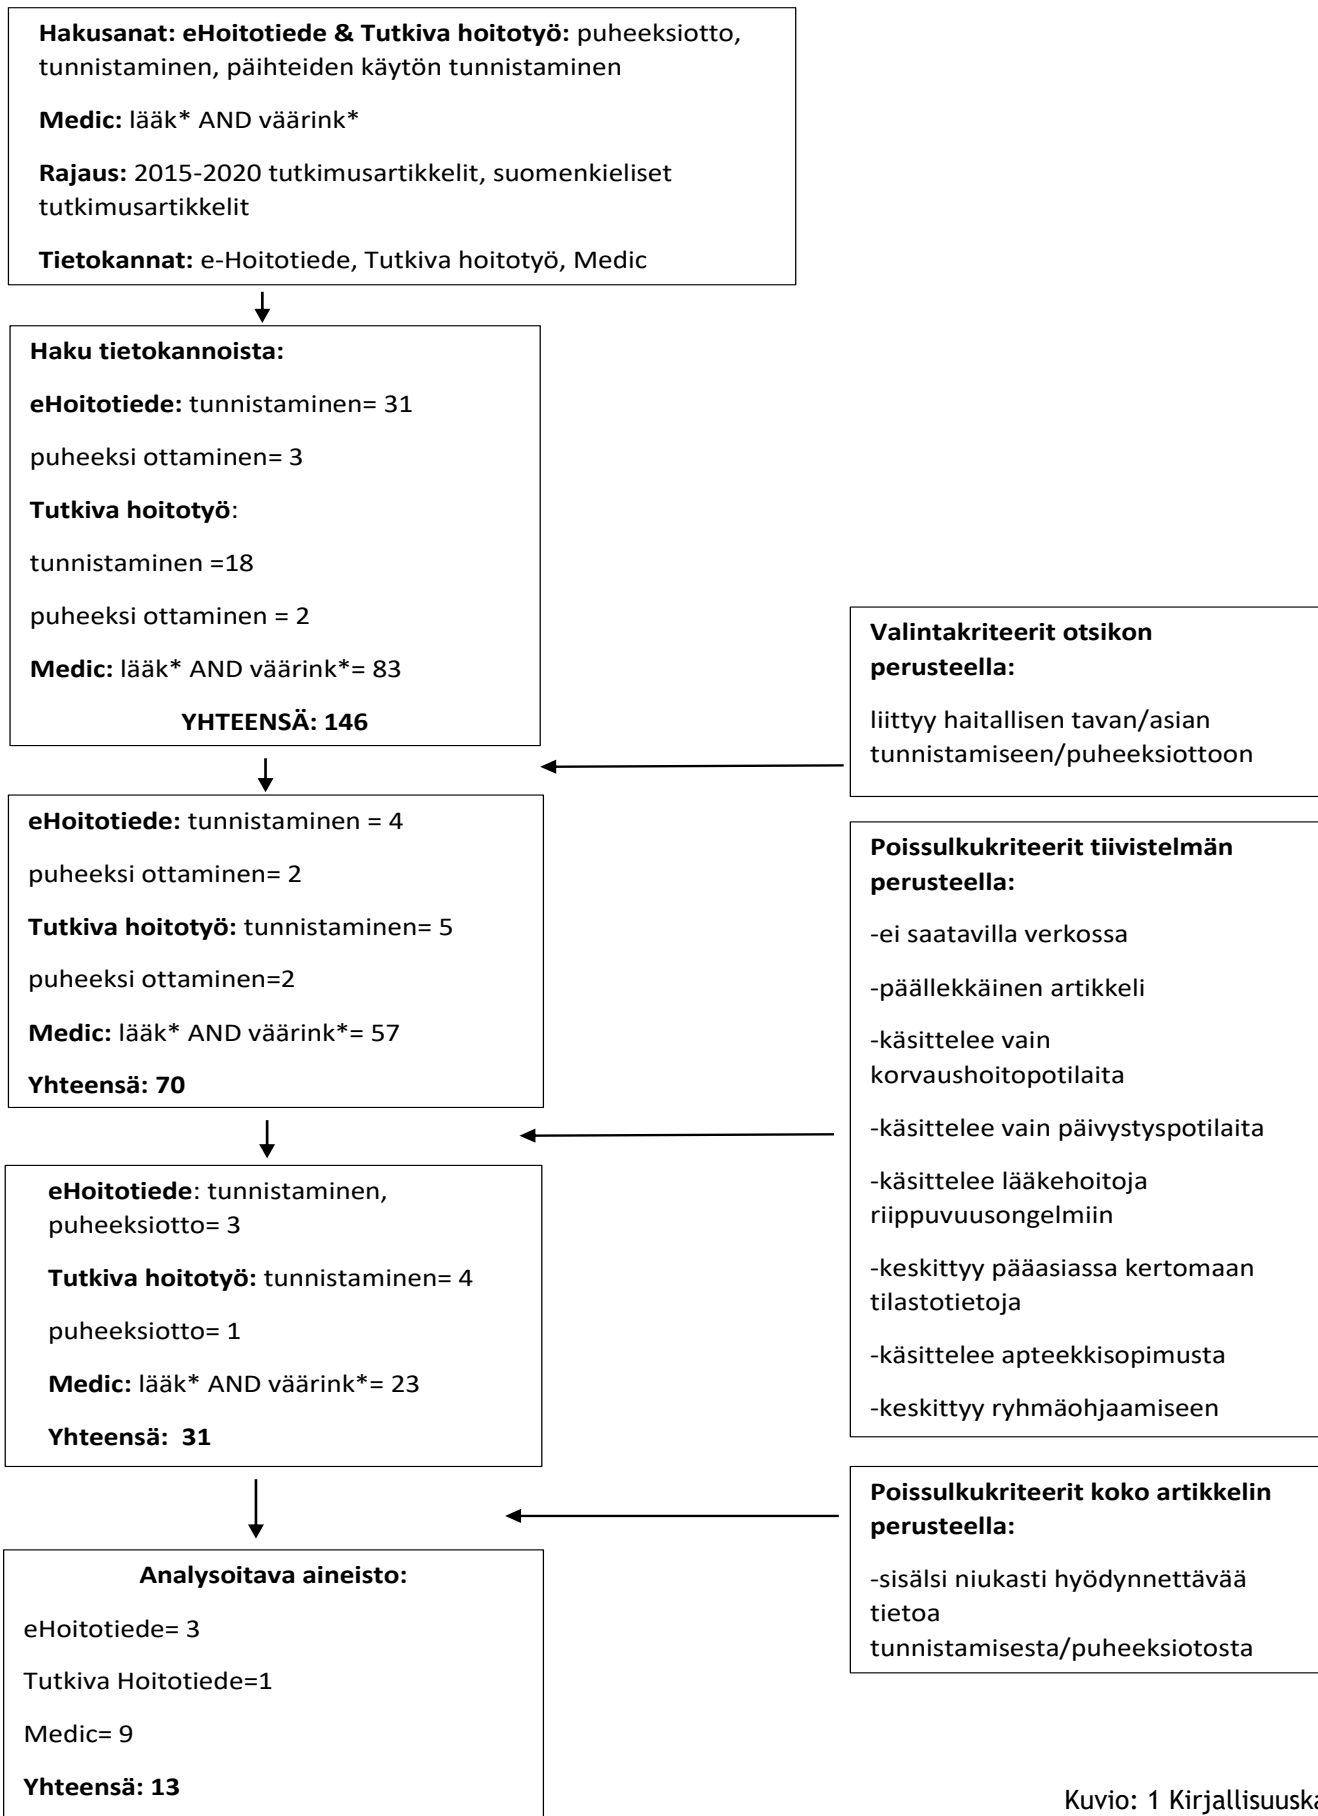 Hakusanat: eHoitotiede & Tutkiva hoitotyö: puheeksiotto,
tunnistaminen, päihteiden käytön tunnistaminen
Medic: lääk* AND väärink*
Rajaus: 2015-2020 tutkimusartikkelit, suomenkieliset
tutkimusartikkelit
Tietokannat: e-Hoitotiede, Tutkiva hoitotyö, Medic
Haku tietokannoista:
eHoitotiede: tunnistaminen= 31
puheeksi ottaminen= 3
Tutkiva hoitotyö:
tunnistaminen =18
puheeksi ottaminen = 2
Medic: lääk* AND väärink*= 83
YHTEENSÄ: 146
Valintakriteerit otsikon
perusteella:
liittyy haitallisen tavan/asian
tunnistamiseen/puheeksiottoon
eHoitotiede: tunnistaminen = 4
puheeksi ottaminen= 2
Tutkiva hoitotyö: tunnistaminen= 5
puheeksi ottaminen=2
Medic: lääk* AND väärink*= 57
Yhteensä: 70
Poissulkukriteerit tiivistelmän
perusteella:
-ei saatavilla verkossa
-päällekkäinen artikkeli
-käsittelee vain
korvaushoitopotilaita
-käsittelee vain päivystyspotilaita
-käsittelee lääkehoitoja
riippuvuusongelmiin
-keskittyy pääasiassa kertomaan
tilastotietoja
-käsittelee apteekkisopimusta
-keskittyy ryhmäohjaamiseen
eHoitotiede: tunnistaminen,
puheeksiotto= 3
Tutkiva hoitotyö: tunnistaminen= 4
puheeksiotto= 1
Medic: lääk* AND väärink*= 23
Yhteensä: 31
Poissulkukriteerit koko artikkelin
perusteella:
-sisälsi niukasti hyödynnettävää
tietoa
tunnistamisesta/puheeksiotosta
Analysoitava aineisto:
eHoitotiede= 3
Tutkiva Hoitotiede=1
Medic= 9
Yhteensä: 13
Kuvio: 1 Kirjallisuuska